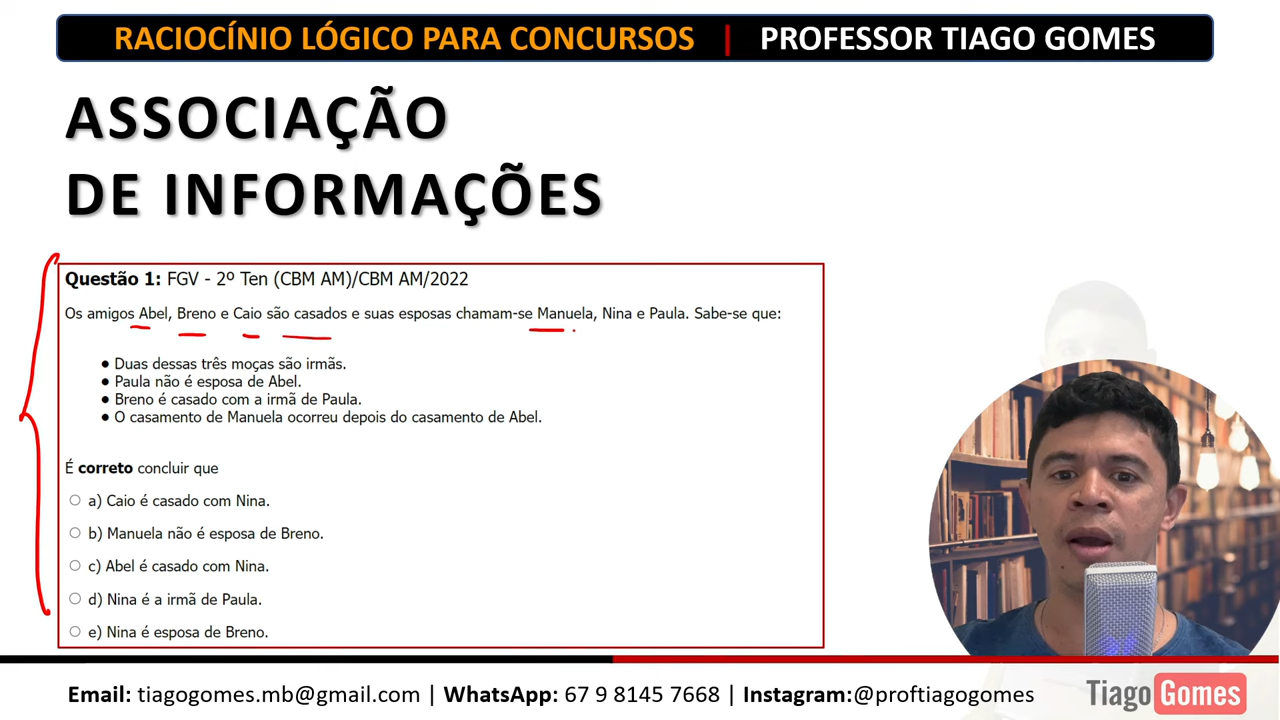 RACIOCÍNIO LÓGICO PARA CONCURSOS | PROFESSOR TIAGO GOMES
ASSOCIAÇÃO
DE INFORMAÇÕES
Questão 1: FGV - 2º Ten (CBM AM)/CBM AM/2022
Os amigos Abel, Breno e Caio são casados e suas esposas chamam-se Manuela, Nina e Paula. Sabe-se que:
● Duas dessas três moças são irmãs.
● Paula não é esposa de Abel.
● Breno é casado com a irmã de Paula.
● O casamento de Manuela ocorreu depois do casamento de Abel.
É correto concluir que
a) Caio é casado com Nina.
b) Manuela não é esposa de Breno.
c) Abel é casado com Nina.
d) Nina é a irmã de Paula.
e) Nina é esposa de Breno.
Email: tiagogomes.mb@gmail.com | WhatsApp: 67 9 8145 7668 | Instagram:@proftiagogomes
Tiago Gomes